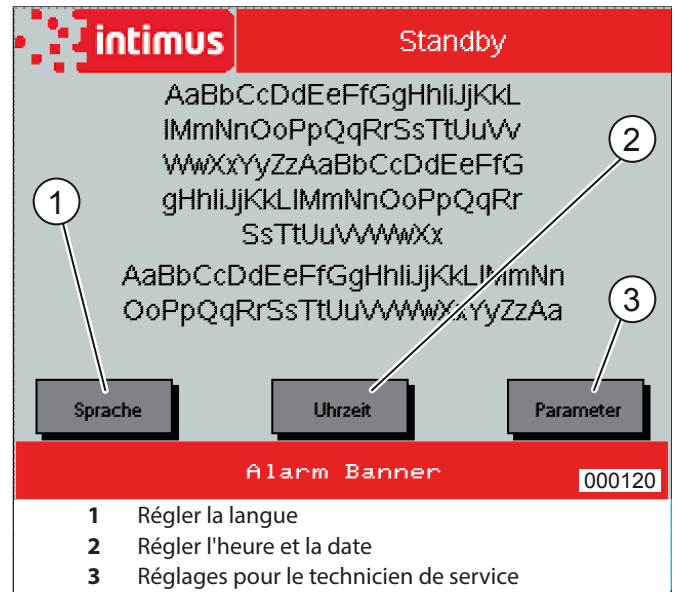 intimus Standby
AaBbCcDdEeFfGgHhIiJjKkL
lMmNnOoPpQqRrSsTtUuVv
WwXxYyZzAaBbCcDdEeFfG
gHhIiJjKkLlMmNnOoPpQqRr
SsTtUuVvWwXx
AaBbCcDdEeFfGgHhIiJjKkLlMmNn
OoPpQqRrSsTtUuVvWwXxYyZzAa
1
2
3
Sprache Uhrzeit Parameter
Alarm Banner
000120
1 Régler la langue
2 Régler l'heure et la date
3 Réglages pour le technicien de service